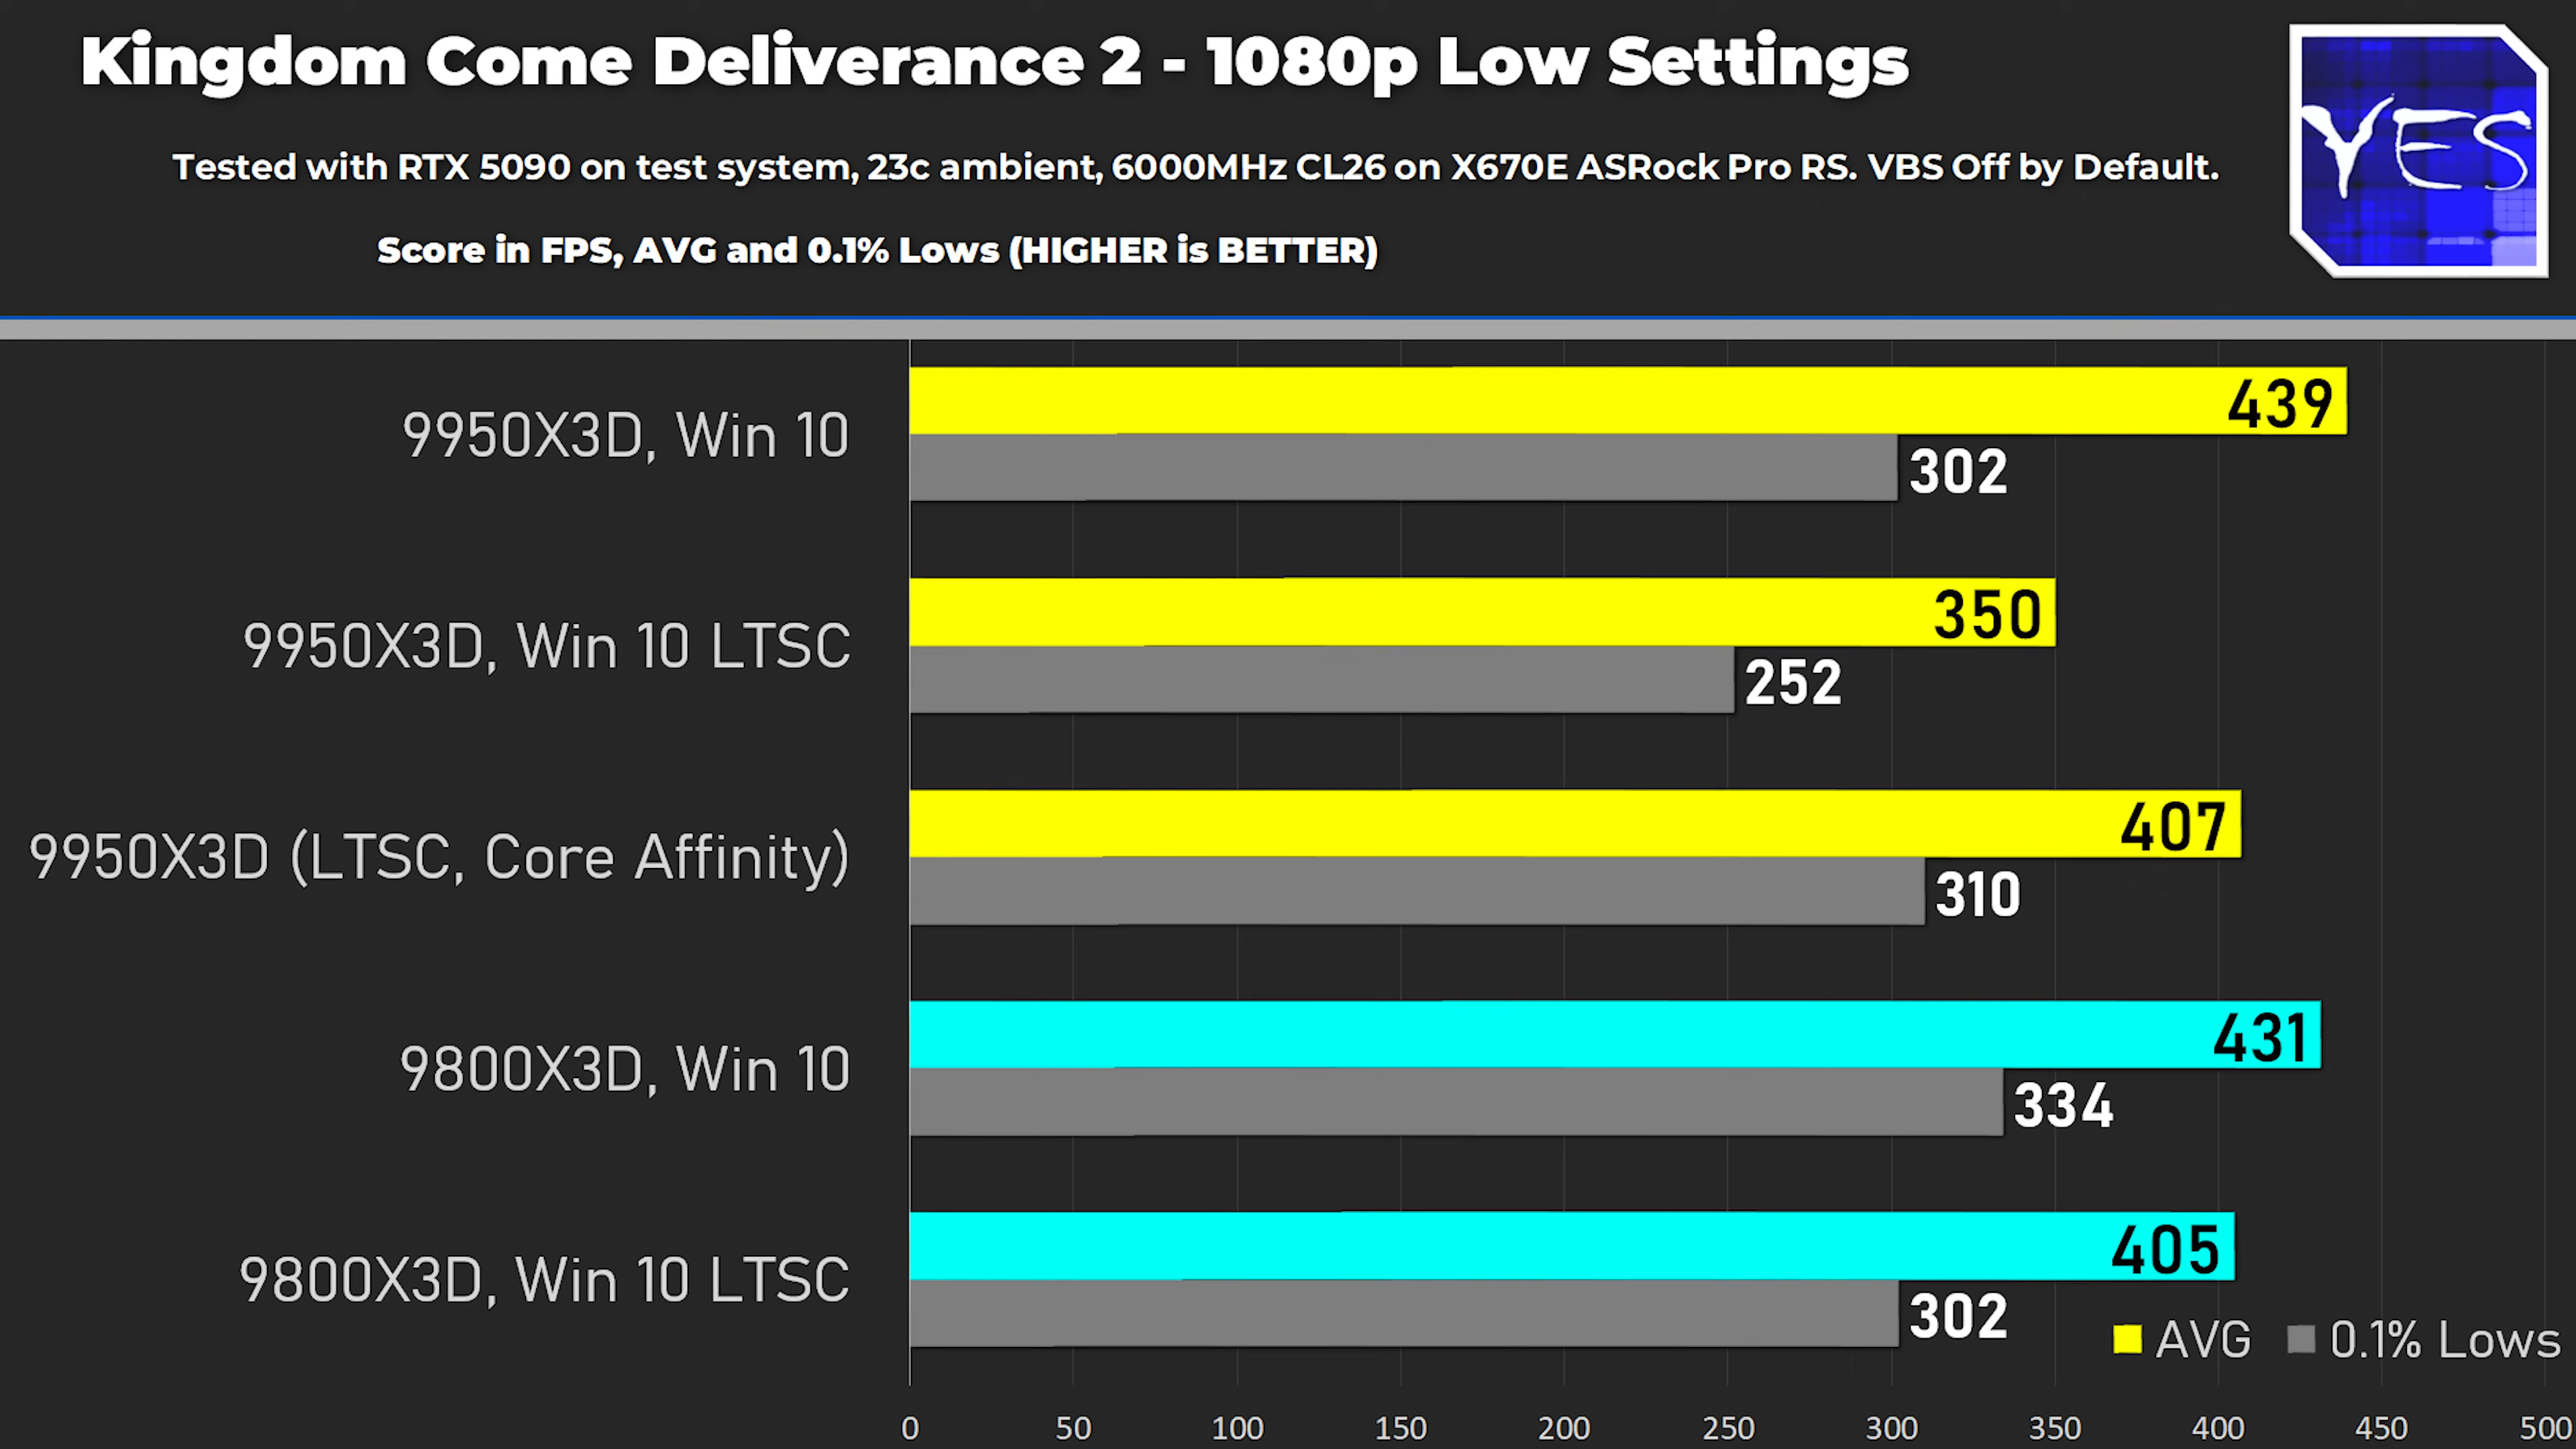 Kingdom Come Deliverance 2 - 1080p Low Settings
YES
Tested with RTX 5090 on test system, 23c ambient, 6000MHz CL26 on X670E ASRock Pro RS. VBS Off by Default.
Score in FPS, AVG and 0.1% Lows (HIGHER is BETTER)
9950X3D, Win 10
439
302
9950X3D, Win 10 LTSC
350
252
9950X3D (LTSC, Core Affinity)
407
310
9800X3D, Win 10
431
334
9800X3D, Win 10 LTSC
405
302
AVG 0.1% Lows
0 50 100 150 200 250 300 350 400 450 500